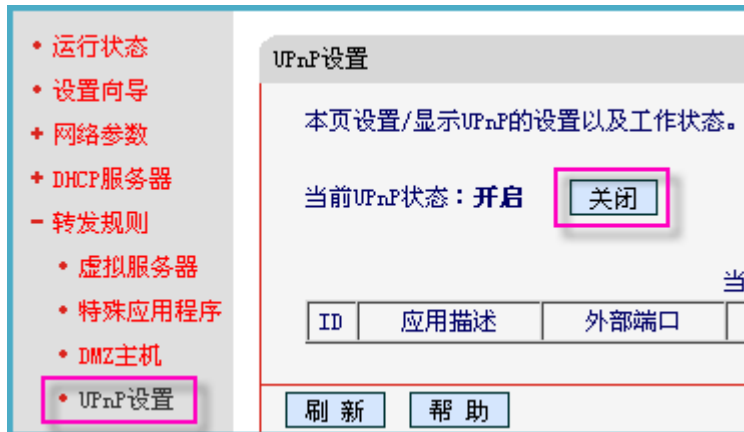 运行状态
设置向导
+ 网络参数
+ DHCP服务器
- 转发规则
虚拟服务器
特殊应用程序
DMZ主机
UPnP设置
UPnP设置
本页设置/显示UPnP的设置以及工作状态。
当前UPnP状态：开启 关闭
当
ID 应用描述 外部端口
刷 新 帮 助